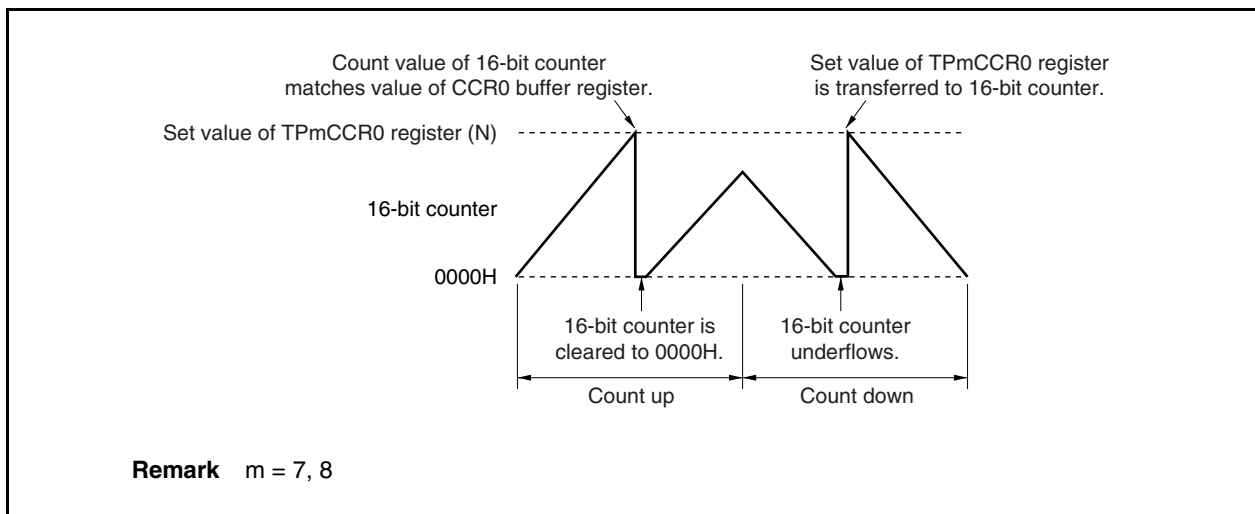 Count value of 16-bit counter
matches value of CCR0 buffer register.
Set value of TPmCCR0 register
is transferred to 16-bit counter.
Set value of TPmCCR0 register (N)
16-bit counter
0000H
16-bit counter is
cleared to 0000H.
16-bit counter
underflows.
Count up
Count down
Remark m = 7, 8